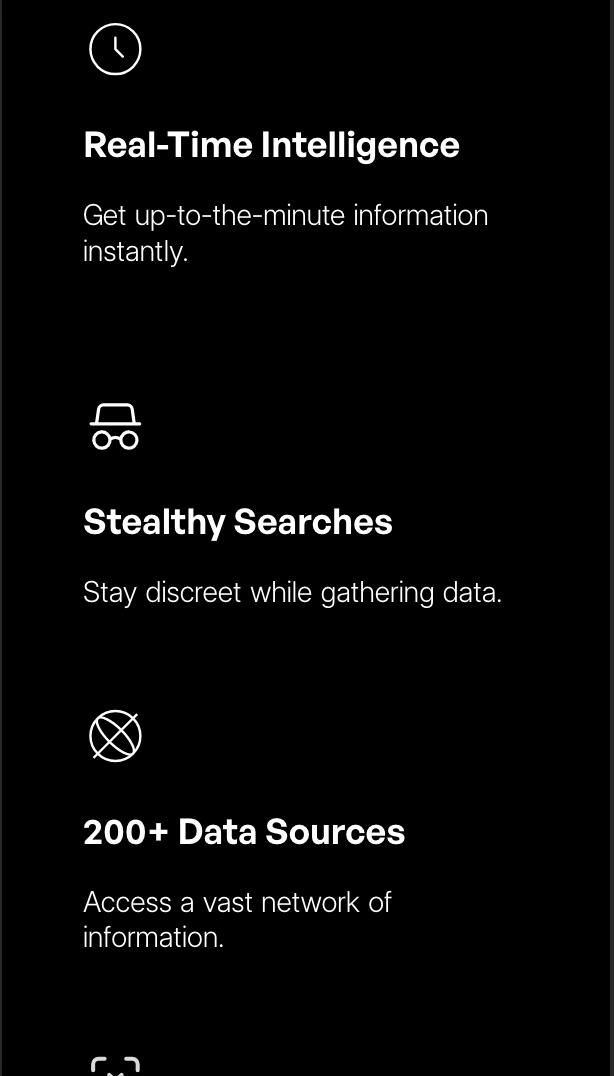 Real-Time Intelligence
Get up-to-the-minute information
instantly.
Stealthy Searches
Stay discreet while gathering data.
200+ Data Sources
Access a vast network of
information.